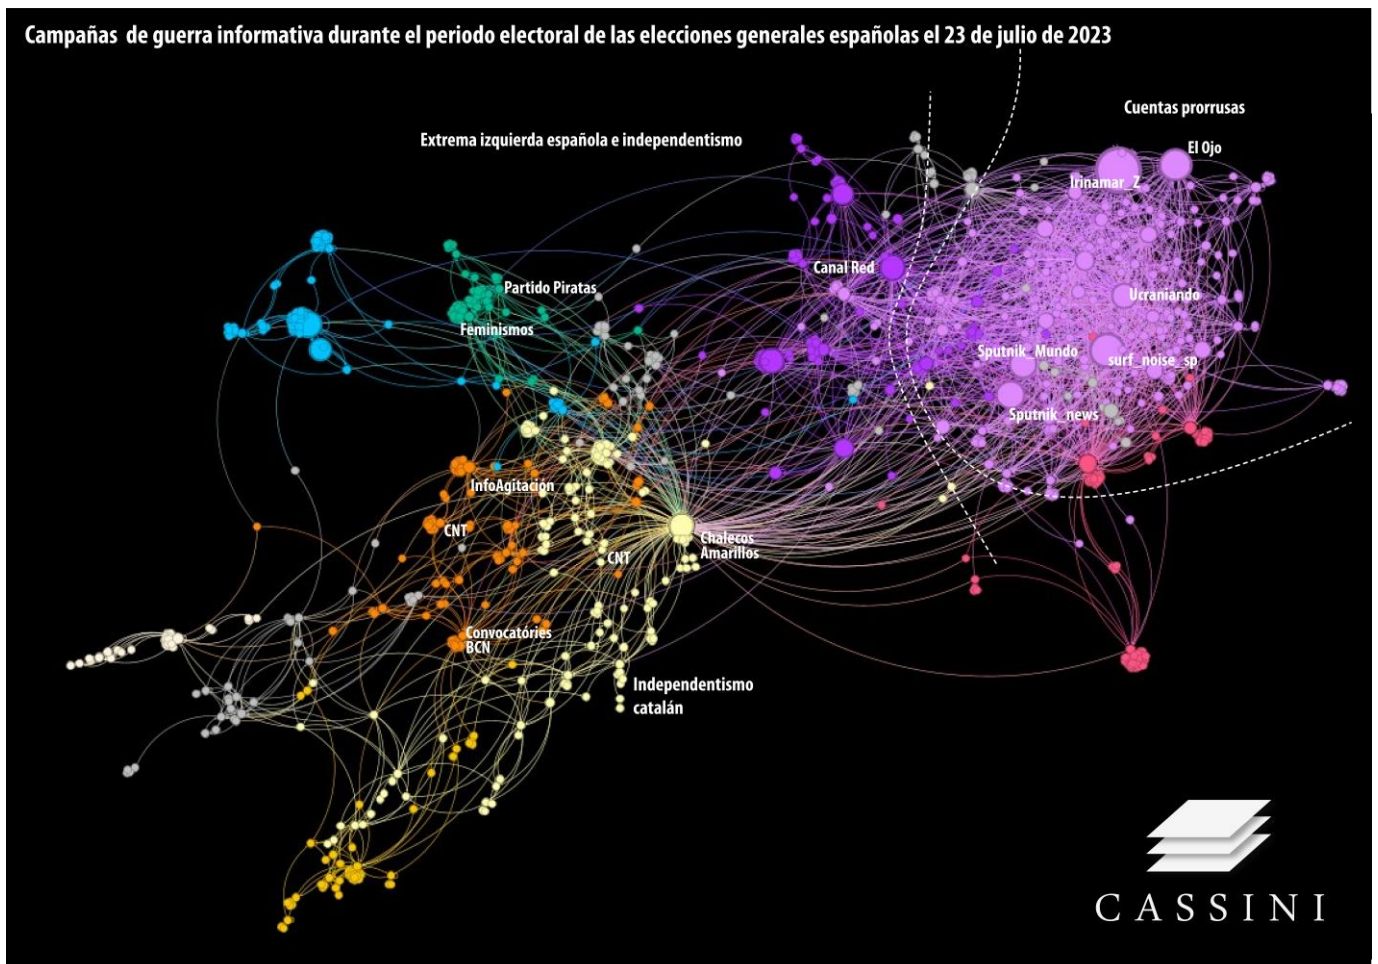 Campañas de guerra informativa durante el periodo electoral de las elecciones generales españolas el 23 de julio de 2023
Cuentas prorrusas
Extrema izquierda española e independentismo
El Ojo
Irinamar_Z
Canal Red
Partido Piratas
Ucraniando
Feminismos
Sputnik_Mundo
surf_noise_sp
Sputnik_news
InfoAgitación
CNT
Chalecos
Amarillos
CNT
Convocatóries
BCN
Independentismo
catalán
CASSINI